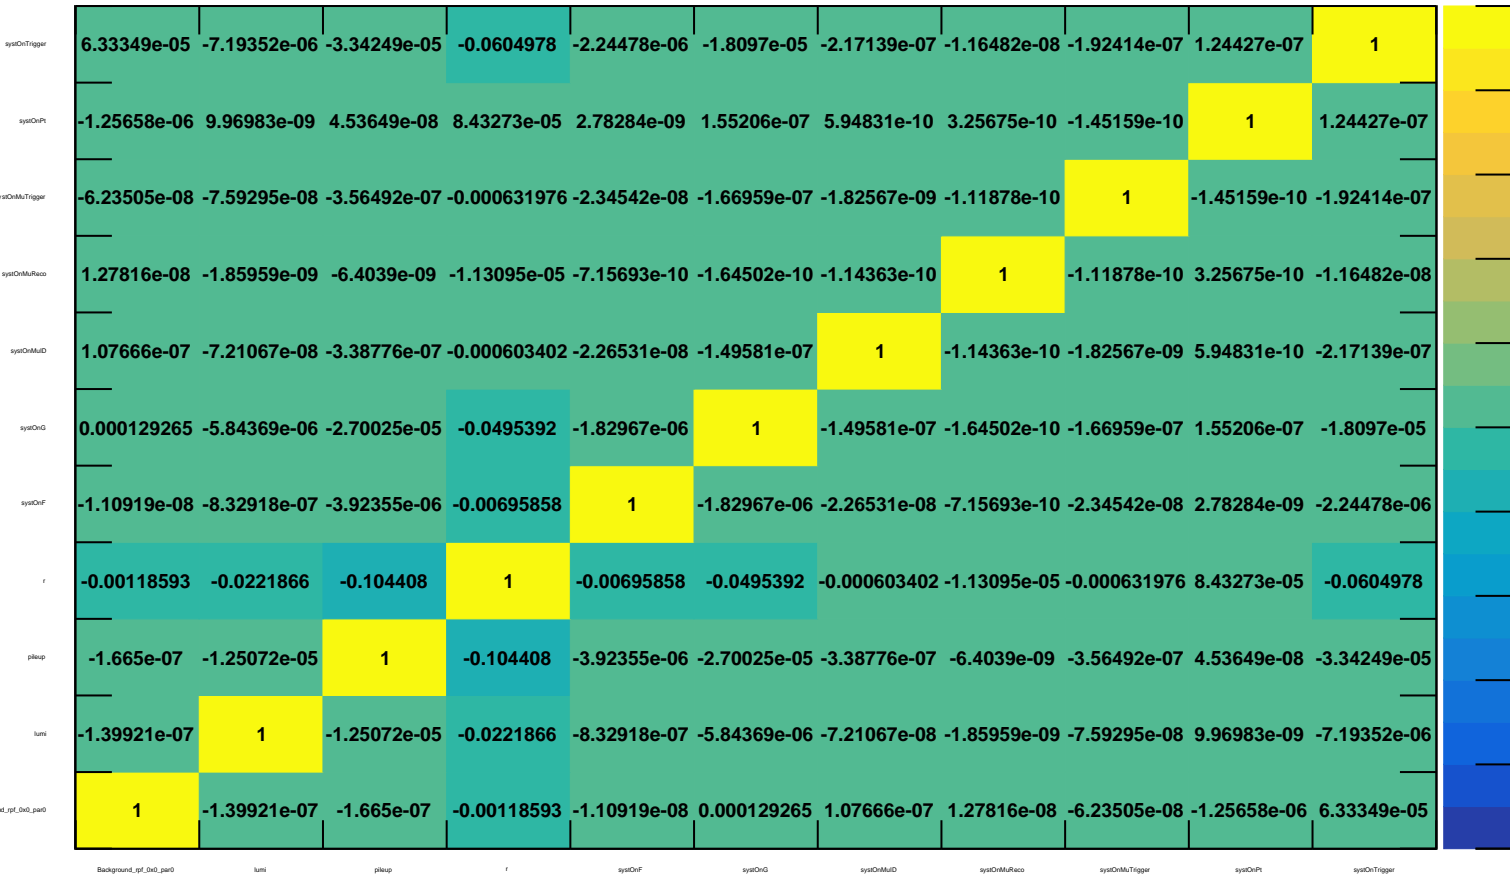 systOnTrigger 6.33349e-05 -7.19352e-06 -3.34249e-05 -0.0604978 -2.24478e-06 -1.8097e-05 -2.17139e-07 -1.16482e-08 -1.92414e-07 1.24427e-07 1
systOnPt -1.25658e-06 9.96983e-09 4.53649e-08 8.43273e-05 2.78284e-09 1.55206e-07 5.94831e-10 3.25675e-10 -1.45159e-10 1 1.24427e-07
stOnMuTrigger -6.23505e-08 -7.59295e-08 -3.56492e-07 -0.000631976 -2.34542e-08 -1.66959e-07 -1.82567e-09 -1.11878e-10 1 -1.45159e-10 -1.92414e-07
systOnMuReco 1.27816e-08 -1.85959e-09 -6.4039e-09 -1.13095e-05 -7.15693e-10 -1.64502e-10 -1.14363e-10 1 -1.11878e-10 3.25675e-10 -1.16482e-08
systOnMuID 1.07666e-07 -7.21067e-08 -3.38776e-07 -0.000603402 -2.26531e-08 -1.49581e-07 1 -1.14363e-10 -1.82567e-09 5.94831e-10 -2.17139e-07
systOnG 0.000129265 -5.84369e-06 -2.70025e-05 -0.0495392 -1.82967e-06 1 -1.49581e-07 -1.64502e-10 -1.66959e-07 1.55206e-07 -1.8097e-05
systOnF -1.10919e-08 -8.32918e-07 -3.92355e-06 -0.00695858 1 -1.82967e-06 -2.26531e-08 -7.15693e-10 -2.34542e-08 2.78284e-09 -2.24478e-06
r -0.00118593 -0.0221866 -0.104408 1 -0.00695858 -0.0495392 -0.000603402 -1.13095e-05 -0.000631976 8.43273e-05 -0.0604978
pileup -1.665e-07 -1.25072e-05 1 -0.104408 -3.92355e-06 -2.70025e-05 -3.38776e-07 -6.4039e-09 -3.56492e-07 4.53649e-08 -3.34249e-05
lumi -1.39921e-07 1 -1.25072e-05 -0.0221866 -8.32918e-07 -5.84369e-06 -7.21067e-08 -1.85959e-09 -7.59295e-08 9.96983e-09 -7.19352e-06
d_rpf_0x0_par0 1 -1.39921e-07 -1.665e-07 -0.00118593 -1.10919e-08 0.000129265 1.07666e-07 1.27816e-08 -6.23505e-08 -1.25658e-06 6.33349e-05
Background_rpf_0x0_par0 lumi pileup r systOnF systOnG systOnMuID systOnMuReco systOnMuTrigger systOnPt systOnTrigger